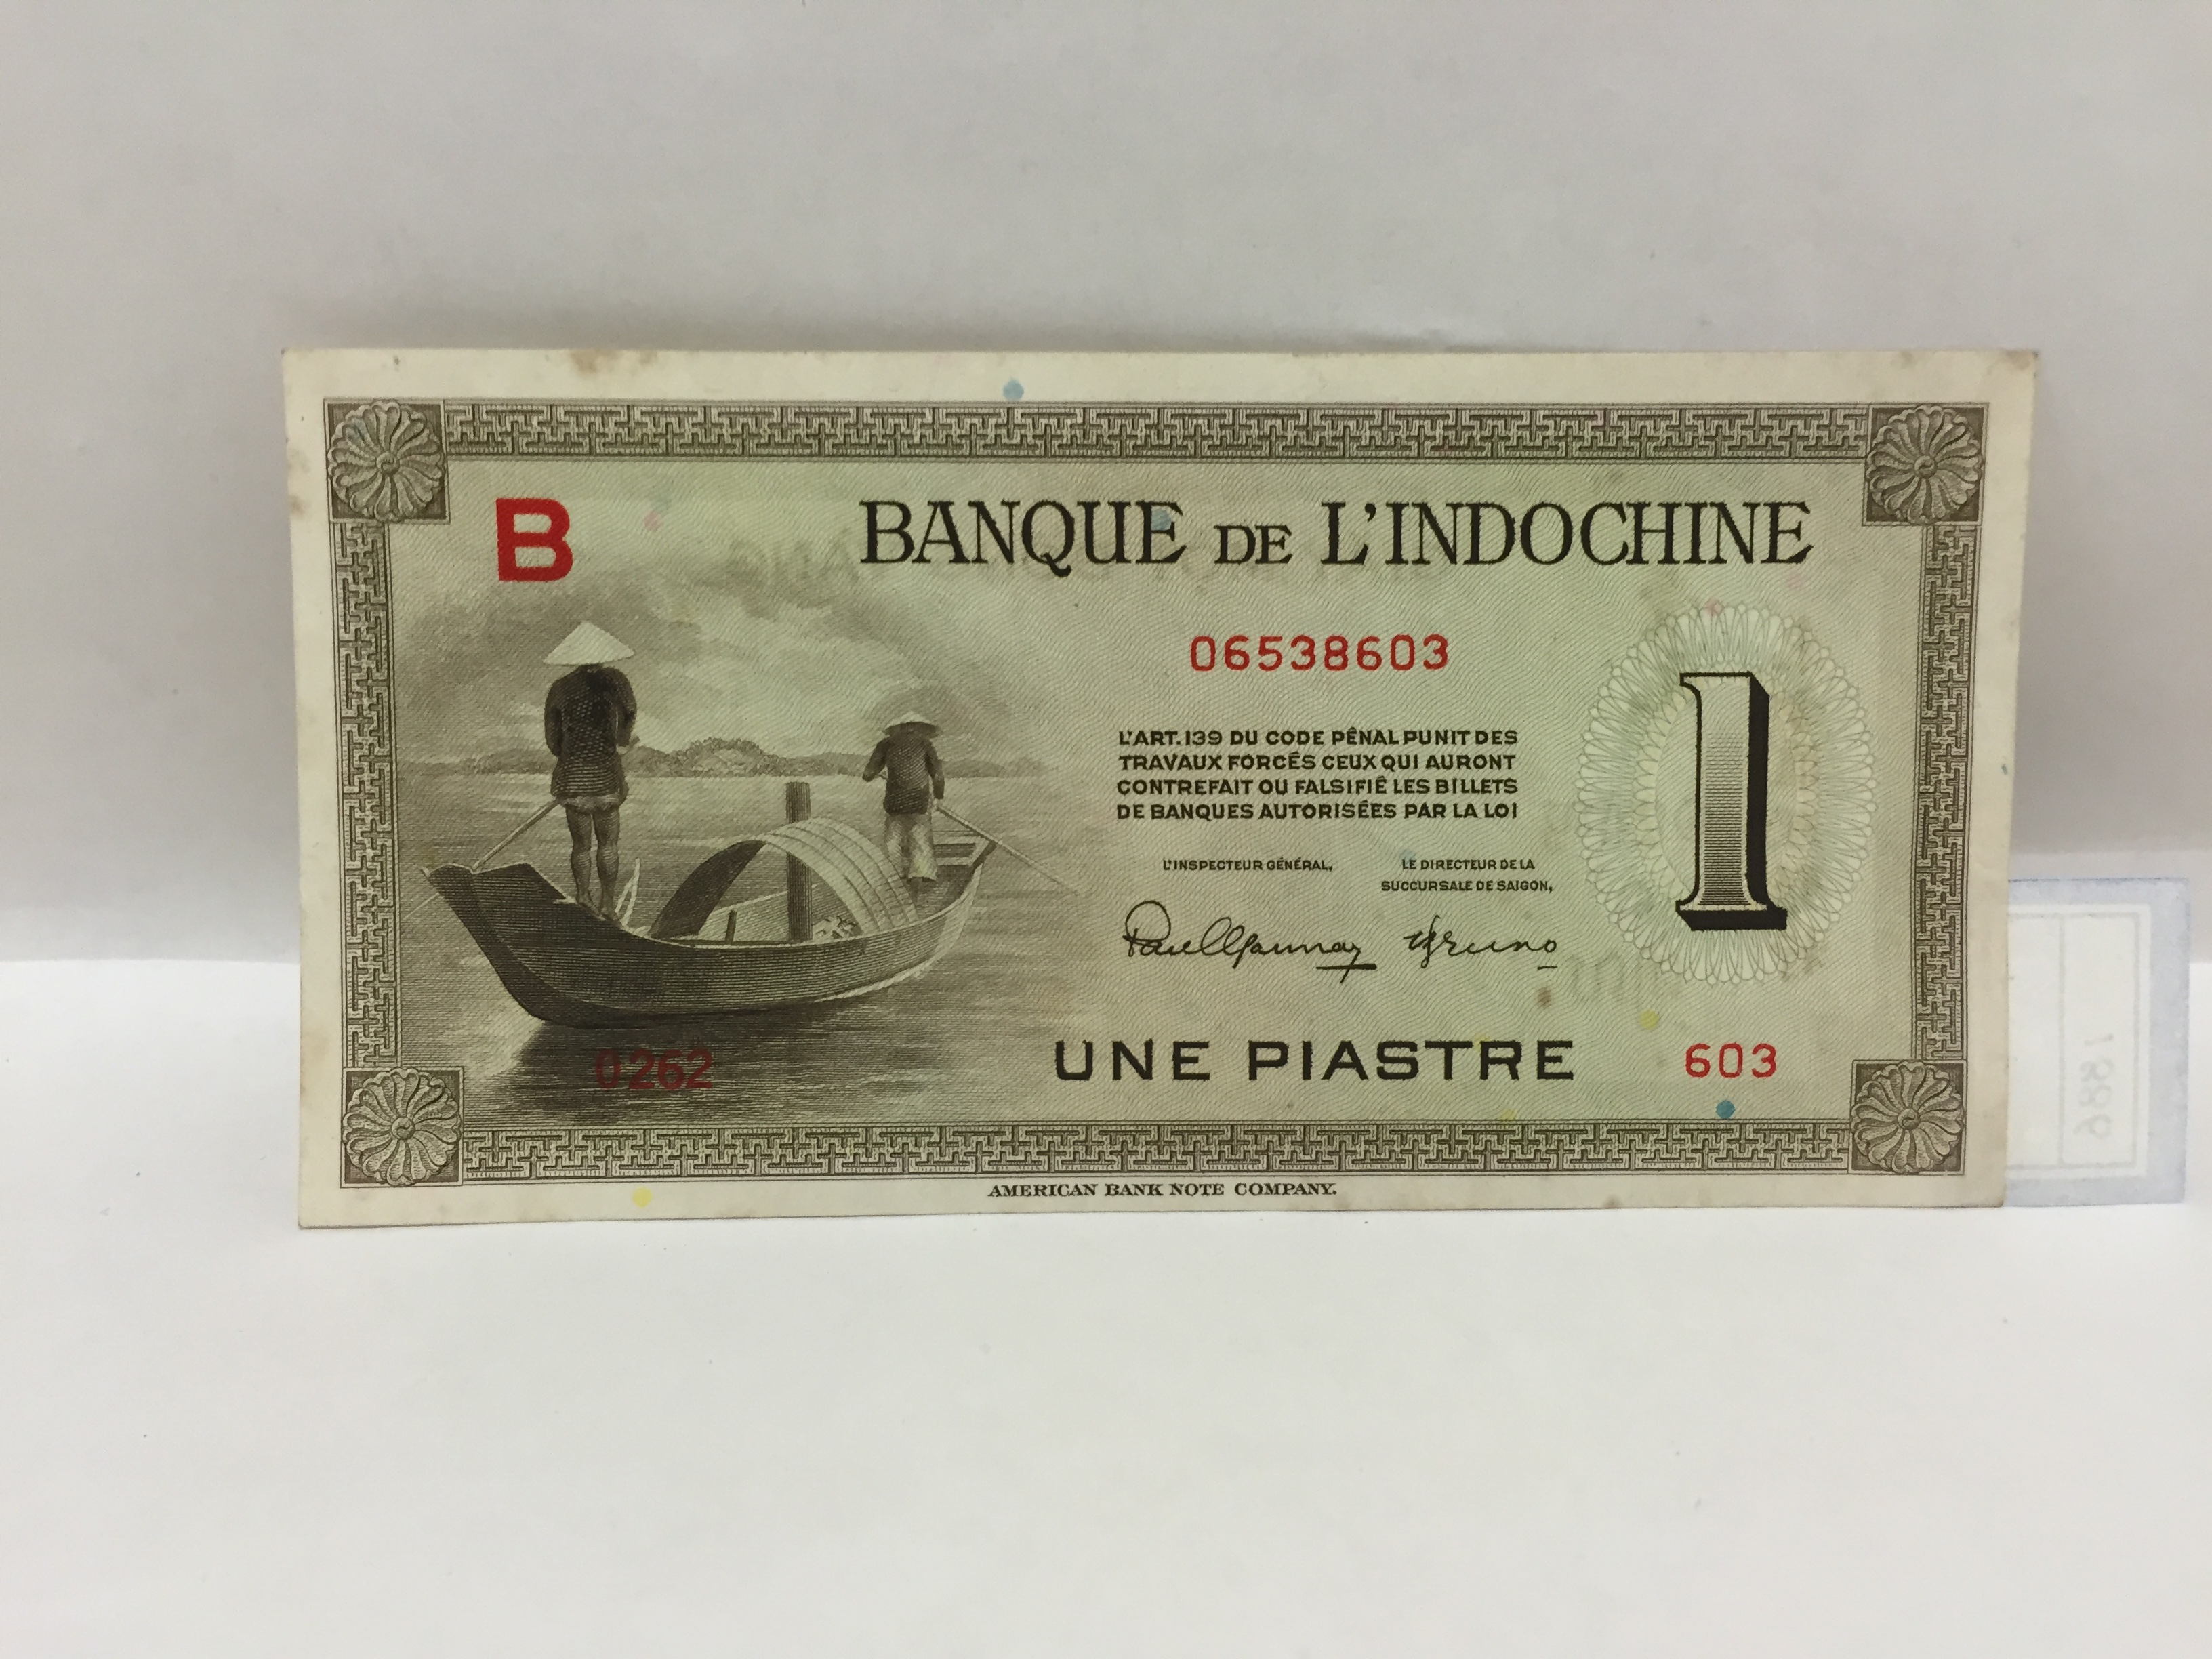 B
BANQUE DE L'INDOCHINE
06538603
L'ART.139 DU CODE PÊNAL PUNIT DES
TRAVAUX FORCÊS CEUX QUI AURONT
CONTREFAIT OU FALSIFIÊ LES BILLETS
DE BANQUES AUTORISÉES PAR LA LOI
L'INSPECTEUR GÉNÉRAL,
LE DIRECTEUR DE LA
SUCCURSALE DE SAIGON,
1
0262
UNE PIASTRE
603
AMERICAN BANK NOTE COMPANY.